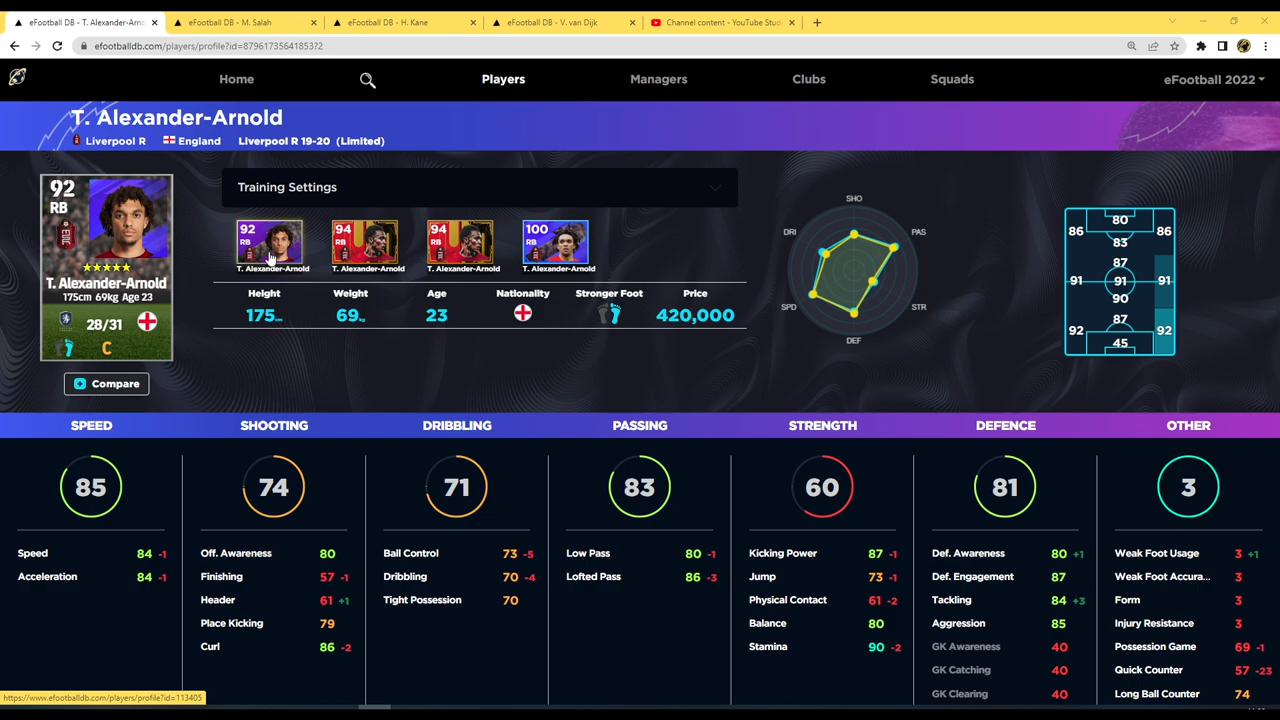 eFootball DB - T. Alexander-Arno
eFootball DB - M. Salah
eFootball DB - H. Kane
eFootball DB - V. van Dijk
Channel content - YouTube Stud
efootballdb.com/players/profile?id=87961735641853?2
Home
Players
Managers
Clubs
Squads
eFootball 2022
T. Alexander-Arnold
Liverpool R
England
Liverpool R 19-20 (Limited)
92
RB
T. Alexander-Arnold
175cm 69kg Age 23
28/31
C
Compare
Training Settings
92
RB
T. Alexander-Arnold
94
RB
T. Alexander-Arnold
94
RB
T. Alexander-Arnold
100
RB
T. Alexander-Arnold
Height Weight Age Nationality Stronger Foot Price
175cm 69kg 23 420,000
SHO
PAS
STR
DEF
SPD
DRI
80
86 83 86
87
91 91 91
90
87
92 92
45
SPEED SHOOTING DRIBBLING PASSING STRENGTH DEFENCE OTHER
85 74 71 83 60 81 3
Speed 84 -1
Acceleration 84 -1
Off. Awareness 80
Finishing 57 -1
Header 61 +1
Place Kicking 79
Curl 86 -2
Ball Control 73 -5
Dribbling 70 -4
Tight Possession 70
Low Pass 80 -1
Lofted Pass 86 -3
Kicking Power 87 -1
Jump 73 -1
Physical Contact 61 -2
Balance 80
Stamina 90 -2
Def. Awareness 80 +1
Def. Engagement 87
Tackling 84 +3
Aggression 85
GK Awareness 40
GK Catching 40
GK Clearing 40
Weak Foot Usage 3 +1
Weak Foot Accura... 3
Form 3
Injury Resistance 3
Possession Game 69 -1
Quick Counter 57 -23
Long Ball Counter 74
https://www.efootballdb.com/players/profile?id=113405